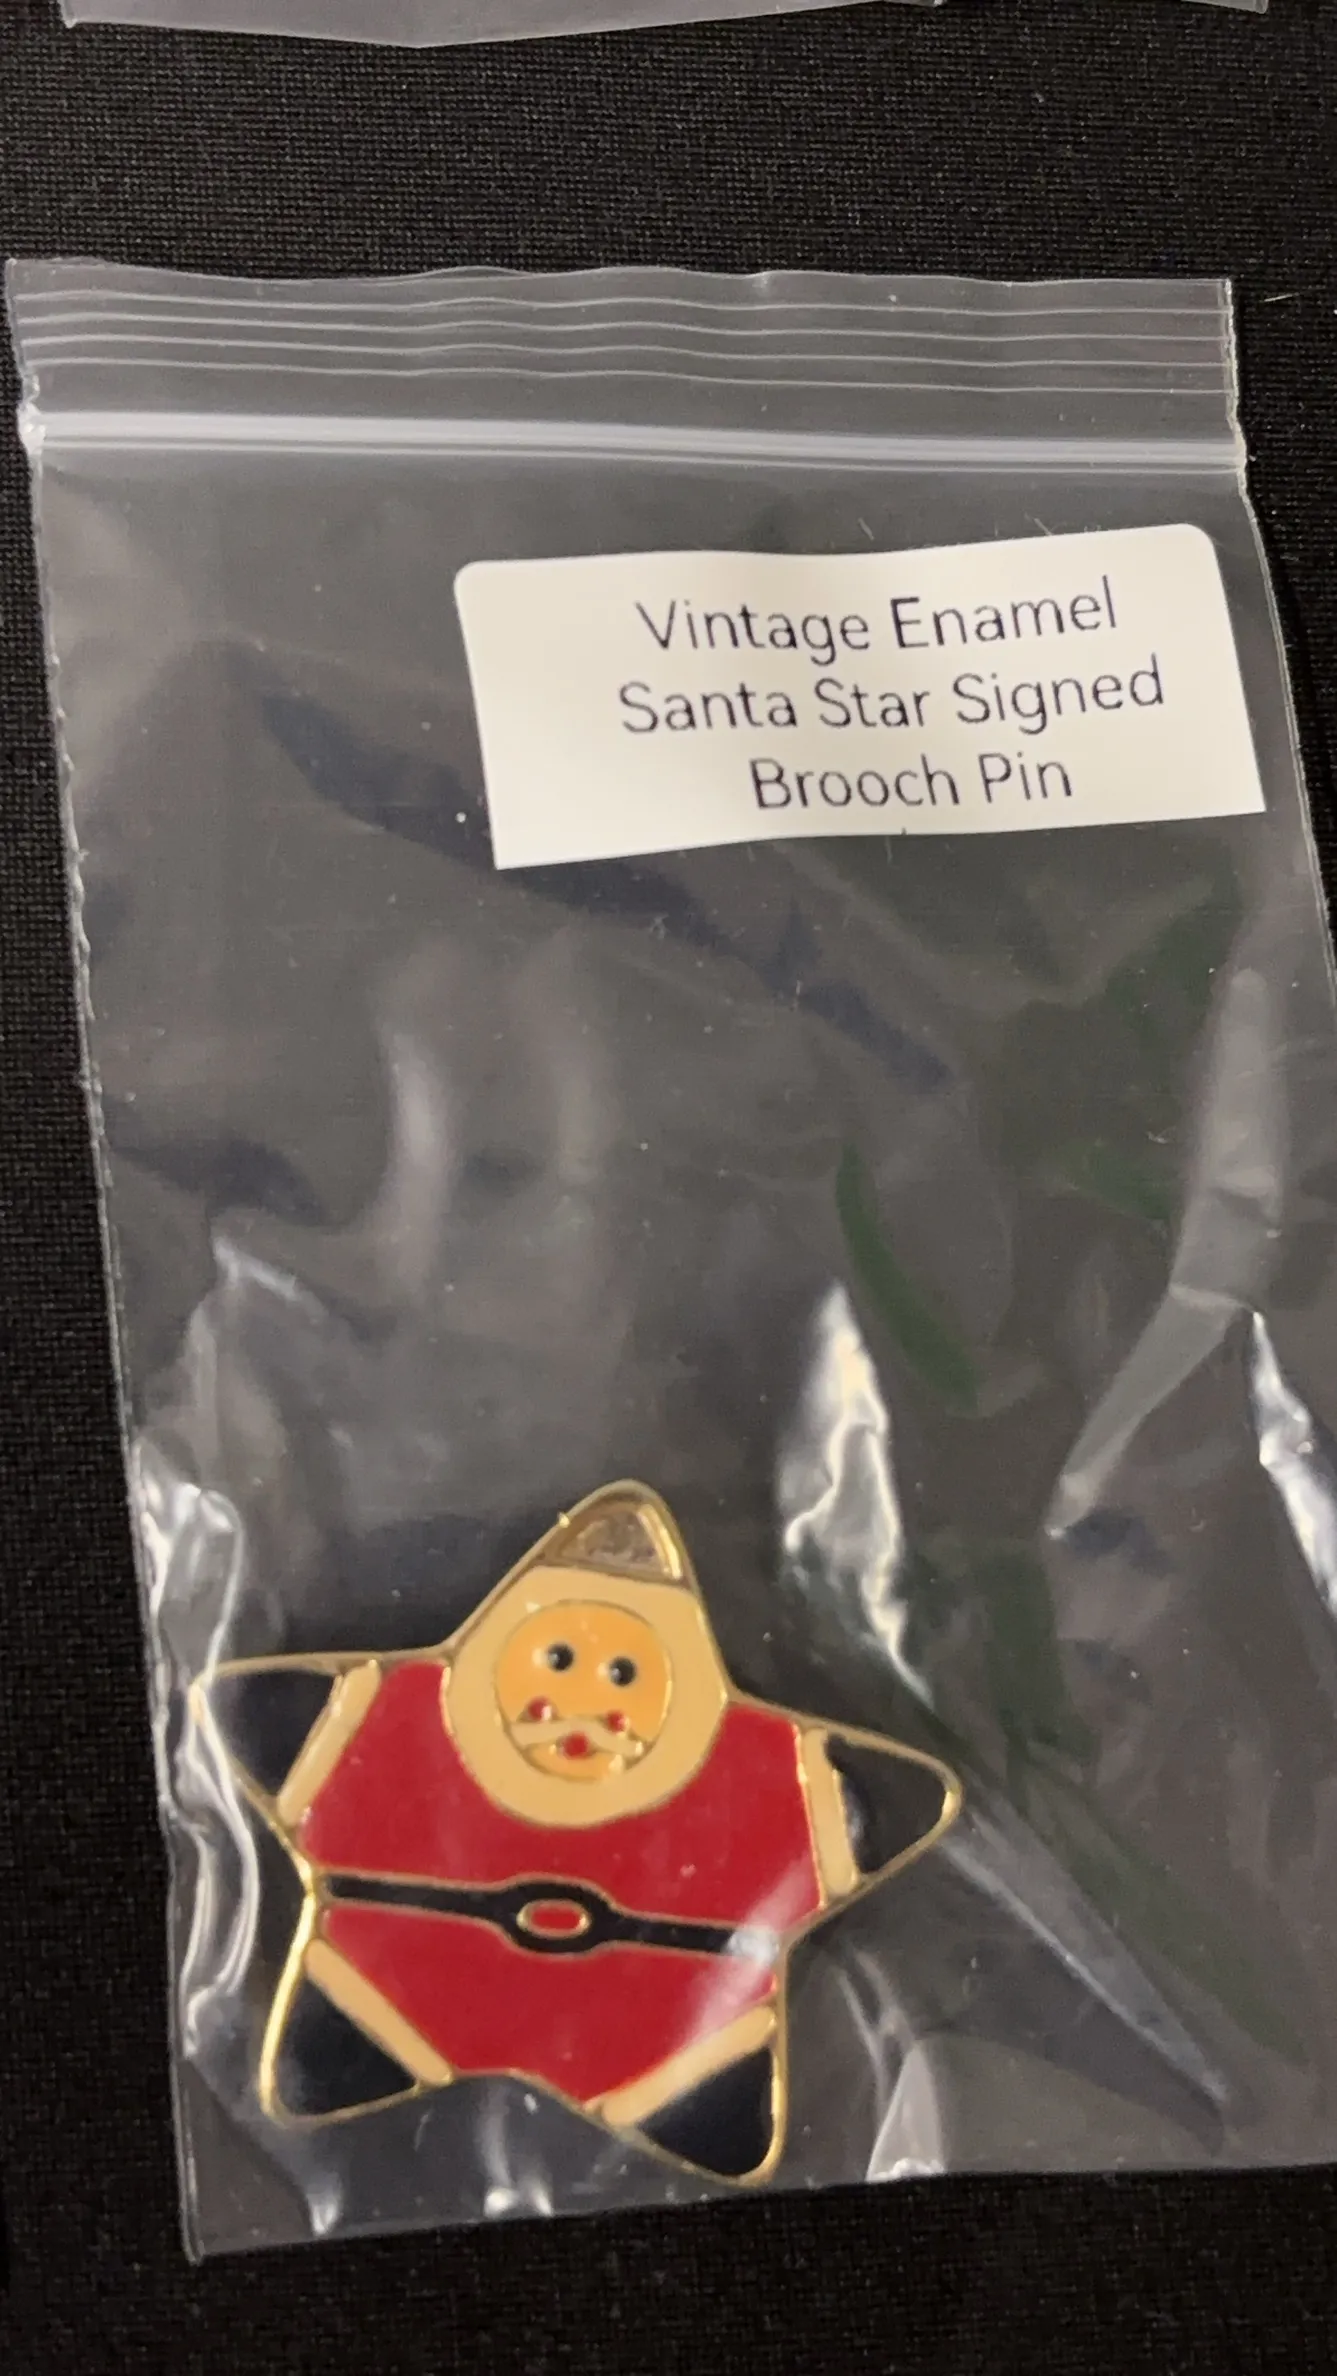 Vintage Enamel
Santa Star Signed
Brooch Pin